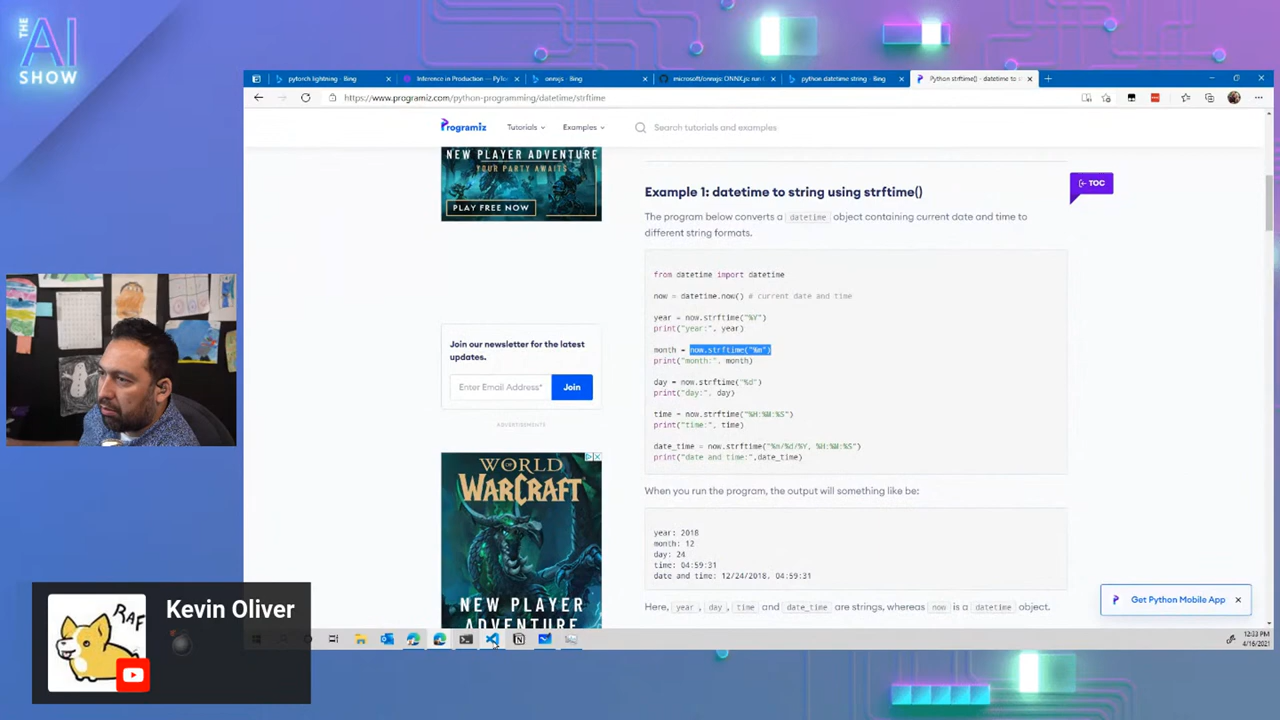 THE
AI
SHOW
pytorch lightning - Bing
Inference in Production — PyTo
onnxjs - Bing
microsoft/onnxjs: ONNX.js: run O
python datetime string - Bing
Python strftime() - datetime to s
https://www.programiz.com/python-programming/datetime/strftime
Programiz
Tutorials
Examples
Search tutorials and examples
NEW PLAYER ADVENTURE
YOUR PARTY AWAITS
PLAY FREE NOW
Join our newsletter for the latest
updates.
Enter Email Address*
Join
ADVERTISEMENTS
WORLD
OF
WARCRAFT
NEW PLAYER
ADVENTURE
TOC
Example 1: datetime to string using strftime()
The program below converts a datetime object containing current date and time to
different string formats.
from datetime import datetime
now = datetime.now() # current date and time
year = now.strftime("%Y")
print("year:", year)
month = now.strftime("%m")
print("month:", month)
day = now.strftime("%d")
print("day:", day)
time = now.strftime("%H:%M:%S")
print("time:", time)
date_time = now.strftime("%m/%d/%Y, %H:%M:%S")
print("date and time:",date_time)
When you run the program, the output will something like be:
year: 2018
month: 12
day: 24
time: 04:59:31
date and time: 12/24/2018, 04:59:31
Here, year , day , time and date_time are strings, whereas now is a datetime object.
Get Python Mobile App
12:33 PM
4/16/2021
RAF
Kevin Oliver